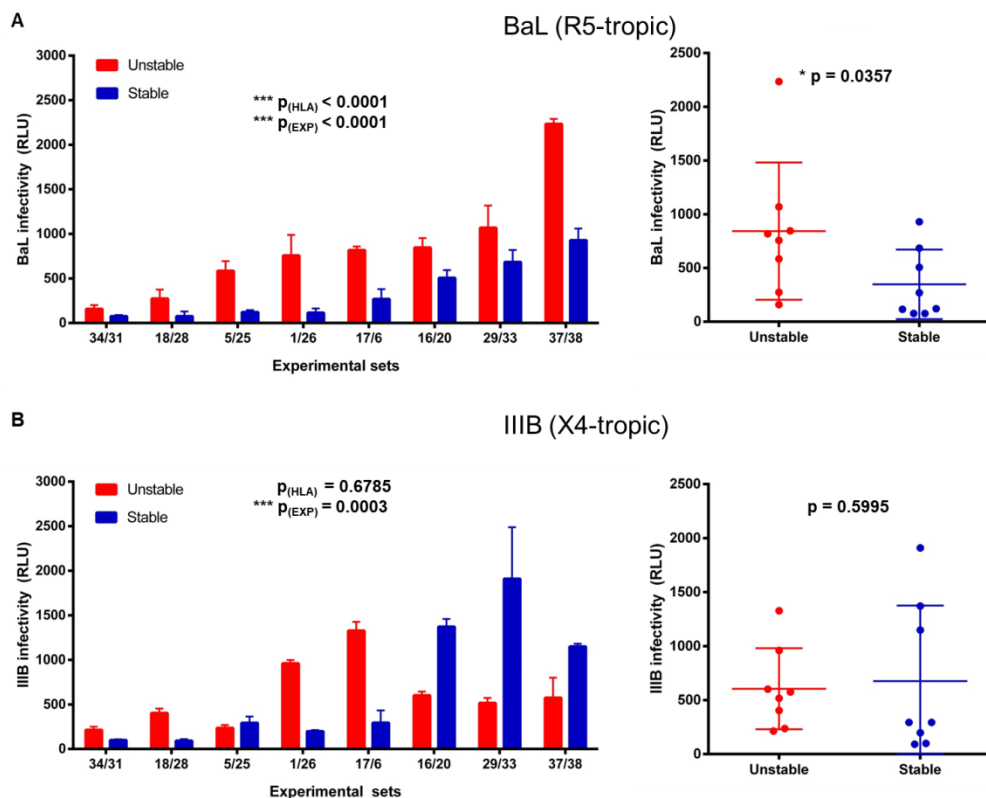 A
BaL (R5-tropic)
3000
2500
2000
1500
1000
500
0
BaL infectivity (RLU)
Unstable
Stable
*** p(HLA) < 0.0001
*** p(EXP) < 0.0001
34/31 18/28 5/25 1/26 17/6 16/20 29/33 37/38
Experimental sets
2500
2000
1500
1000
500
0
BaL infectivity (RLU)
* p = 0.0357
Unstable Stable
B
IIIB (X4-tropic)
3000
2500
2000
1500
1000
500
0
IIIB infectivity (RLU)
Unstable
Stable
p(HLA) = 0.6785
*** p(EXP) = 0.0003
34/31 18/28 5/25 1/26 17/6 16/20 29/33 37/38
Experimental sets
2500
2000
1500
1000
500
0
IIIB infectivity (RLU)
p = 0.5995
Unstable Stable